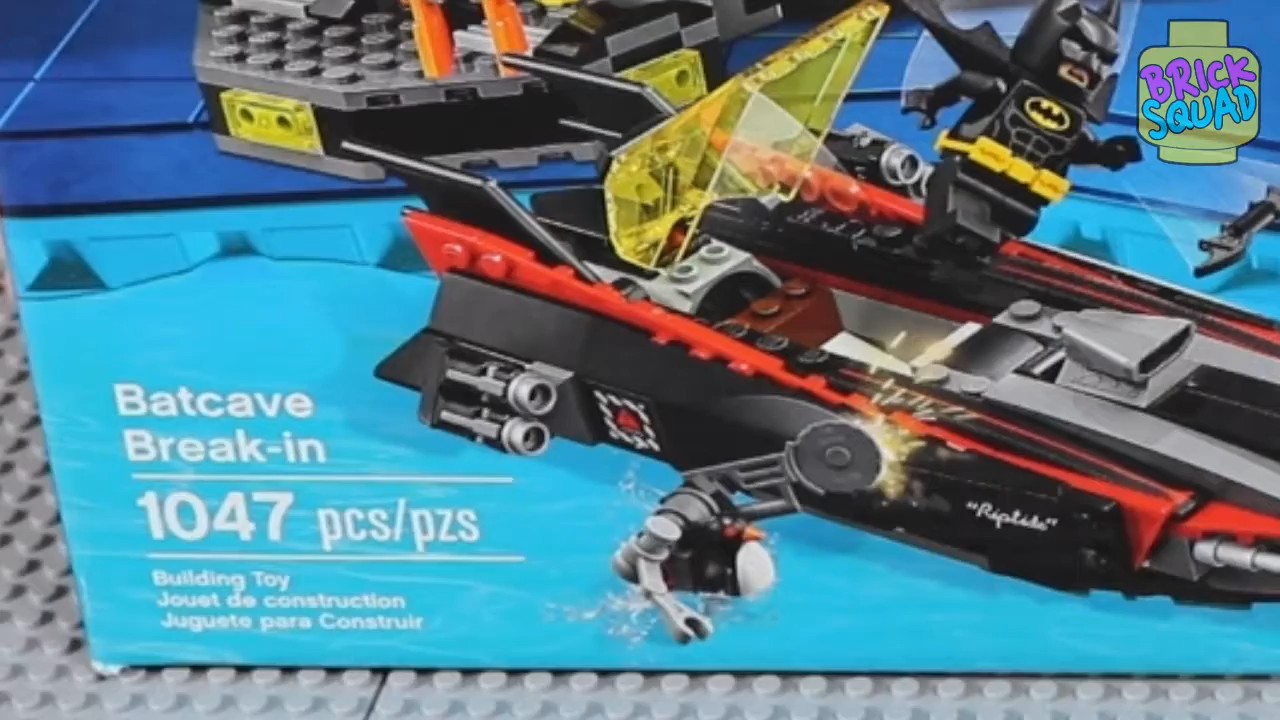 BRICK
SQUAD
Batcave
Break-in
1047 pcs/pzs
"Riptide"
Building Toy
Jouet de construction
Juguete para Construir